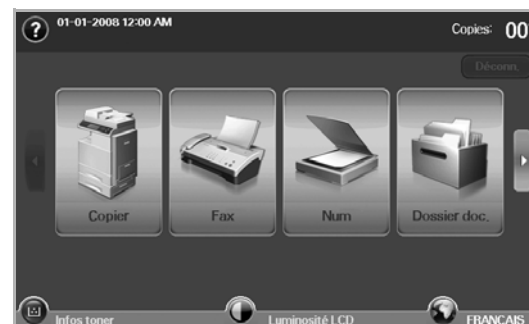 ? 01-01-2008 12:00 AM
Copies: 00
Déconn.
Copier Fax Num Dossier doc.
Infos toner Luminosité LCD FRANCAIS